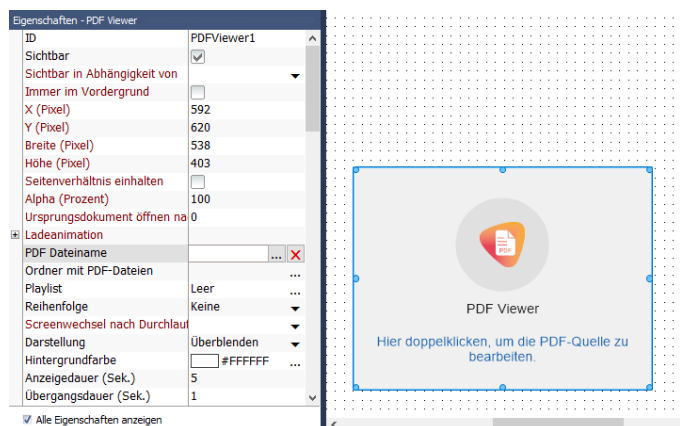 Eigenschaften - PDF Viewer
ID PDFViewer1
Sichtbar
Sichtbar in Abhängigkeit von
Immer im Vordergrund
X (Pixel) 592
Y (Pixel) 620
Breite (Pixel) 538
Höhe (Pixel) 403
Seitenverhältnis einhalten
Alpha (Prozent) 100
Ursprungsdokument öffnen na 0
Ladeanimation
PDF Dateiname ...
Ordner mit PDF-Dateien ...
Playlist Leer ...
Reihenfolge Keine
Screenwechsel nach Durchlauf
Darstellung Überblenden
Hintergrundfarbe #FFFFFF ...
Anzeigedauer (Sek.) 5
Übergangsdauer (Sek.) 1
Alle Eigenschaften anzeigen
PDF
PDF Viewer
Hier doppelklicken, um die PDF-Quelle zu
bearbeiten.